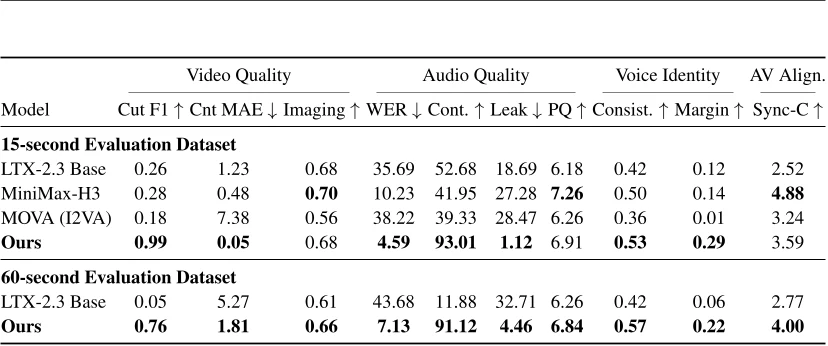 Video Quality Audio Quality Voice Identity AV Align.
Model Cut F1 ↑ Cnt MAE ↓ Imaging ↑ WER ↓ Cont. ↑ Leak ↓ PQ ↑ Consist. ↑ Margin ↑ Sync-C ↑
15-second Evaluation Dataset
LTX-2.3 Base 0.26 1.23 0.68 35.69 52.68 18.69 6.18 0.42 0.12 2.52
MiniMax-H3 0.28 0.48 0.70 10.23 41.95 27.28 7.26 0.50 0.14 4.88
MOVA (I2VA) 0.18 7.38 0.56 38.22 39.33 28.47 6.26 0.36 0.01 3.24
Ours 0.99 0.05 0.68 4.59 93.01 1.12 6.91 0.53 0.29 3.59
60-second Evaluation Dataset
LTX-2.3 Base 0.05 5.27 0.61 43.68 11.88 32.71 6.26 0.42 0.06 2.77
Ours 0.76 1.81 0.66 7.13 91.12 4.46 6.84 0.57 0.22 4.00